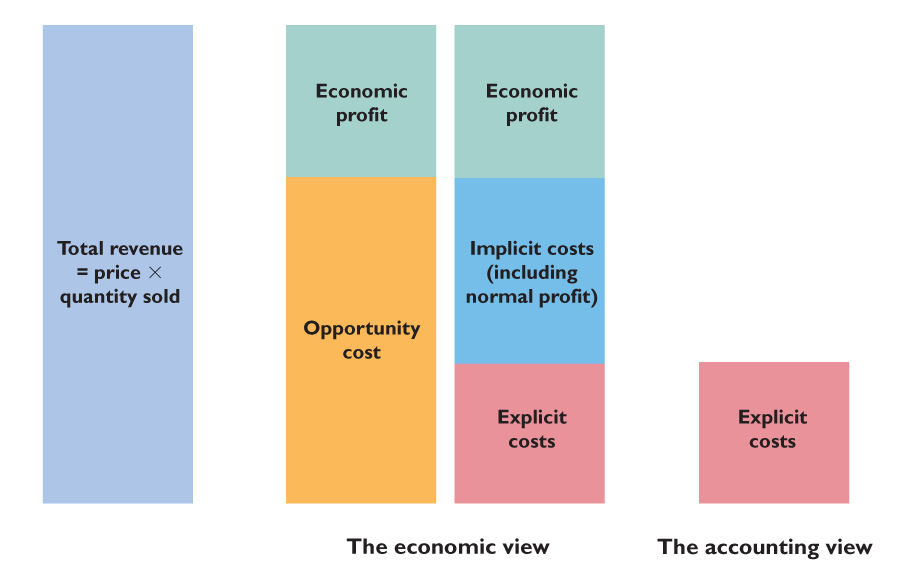 Total revenue
= price ×
quantity sold
Economic
profit
Opportunity
cost
Economic
profit
Implicit costs
(including
normal profit)
Explicit
costs
Explicit
costs
The economic view
The accounting view